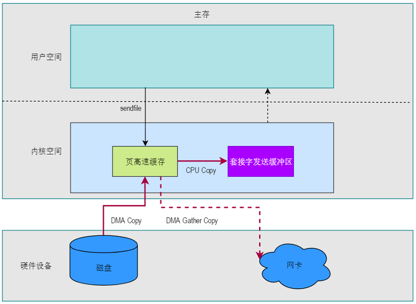 主存
用户空间
sendfile
内核空间
页高速缓存
CPU Copy
套接字发送缓冲区
DMA Copy
DMA Gather Copy
硬件设备
磁盘
网卡